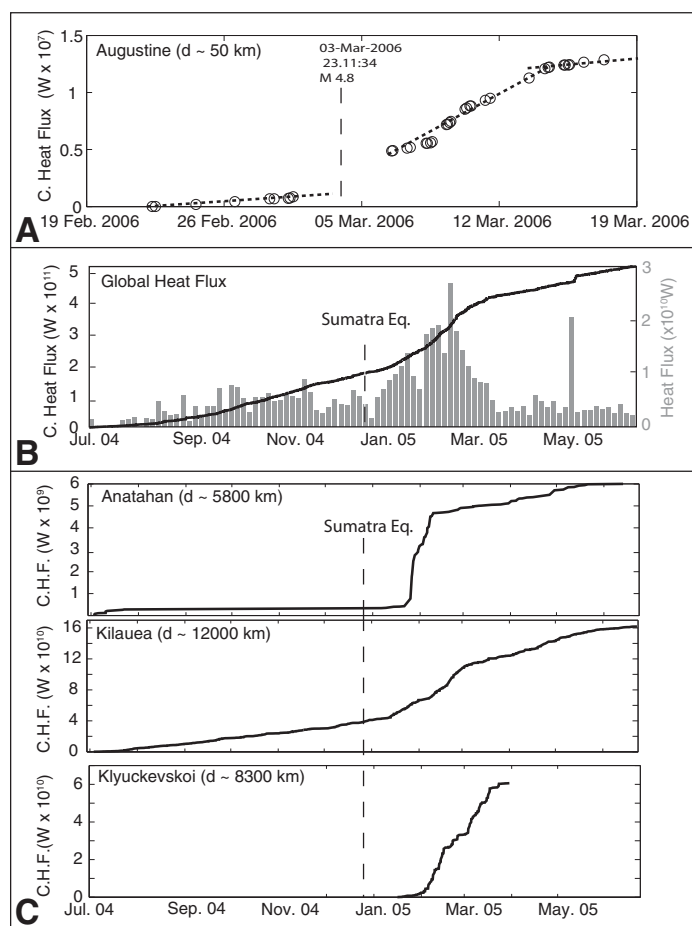 Augustine (d ~ 50 km)
03-Mar-2006
23.11:34
M 4.8
C. Heat Flux (W x 10⁷)
1.5
1
0.5
0
19 Feb. 2006 26 Feb. 2006 05 Mar. 2006 12 Mar. 2006 19 Mar. 2006
A
Global Heat Flux
Sumatra Eq.
C. Heat Flux (W x 10¹¹)
5
4
3
2
1
0
3
2
1
0
Heat Flux (x10¹⁰W)
Jul. 04 Sep. 04 Nov. 04 Jan. 05 Mar. 05 May. 05
B
Anatahan (d ~ 5800 km)
Sumatra Eq.
C.H.F. (W x 10⁹)
6
4
3
2
1
Kilauea (d ~ 12000 km)
C.H.F. (W x 10¹⁰)
16
12
8
4
0
Klyuckevskoi (d ~ 8300 km)
C.H.F.(W x 10¹⁰)
6
4
2
0
Jul. 04 Sep. 04 Nov. 04 Jan. 05 Mar. 05 May. 05
C